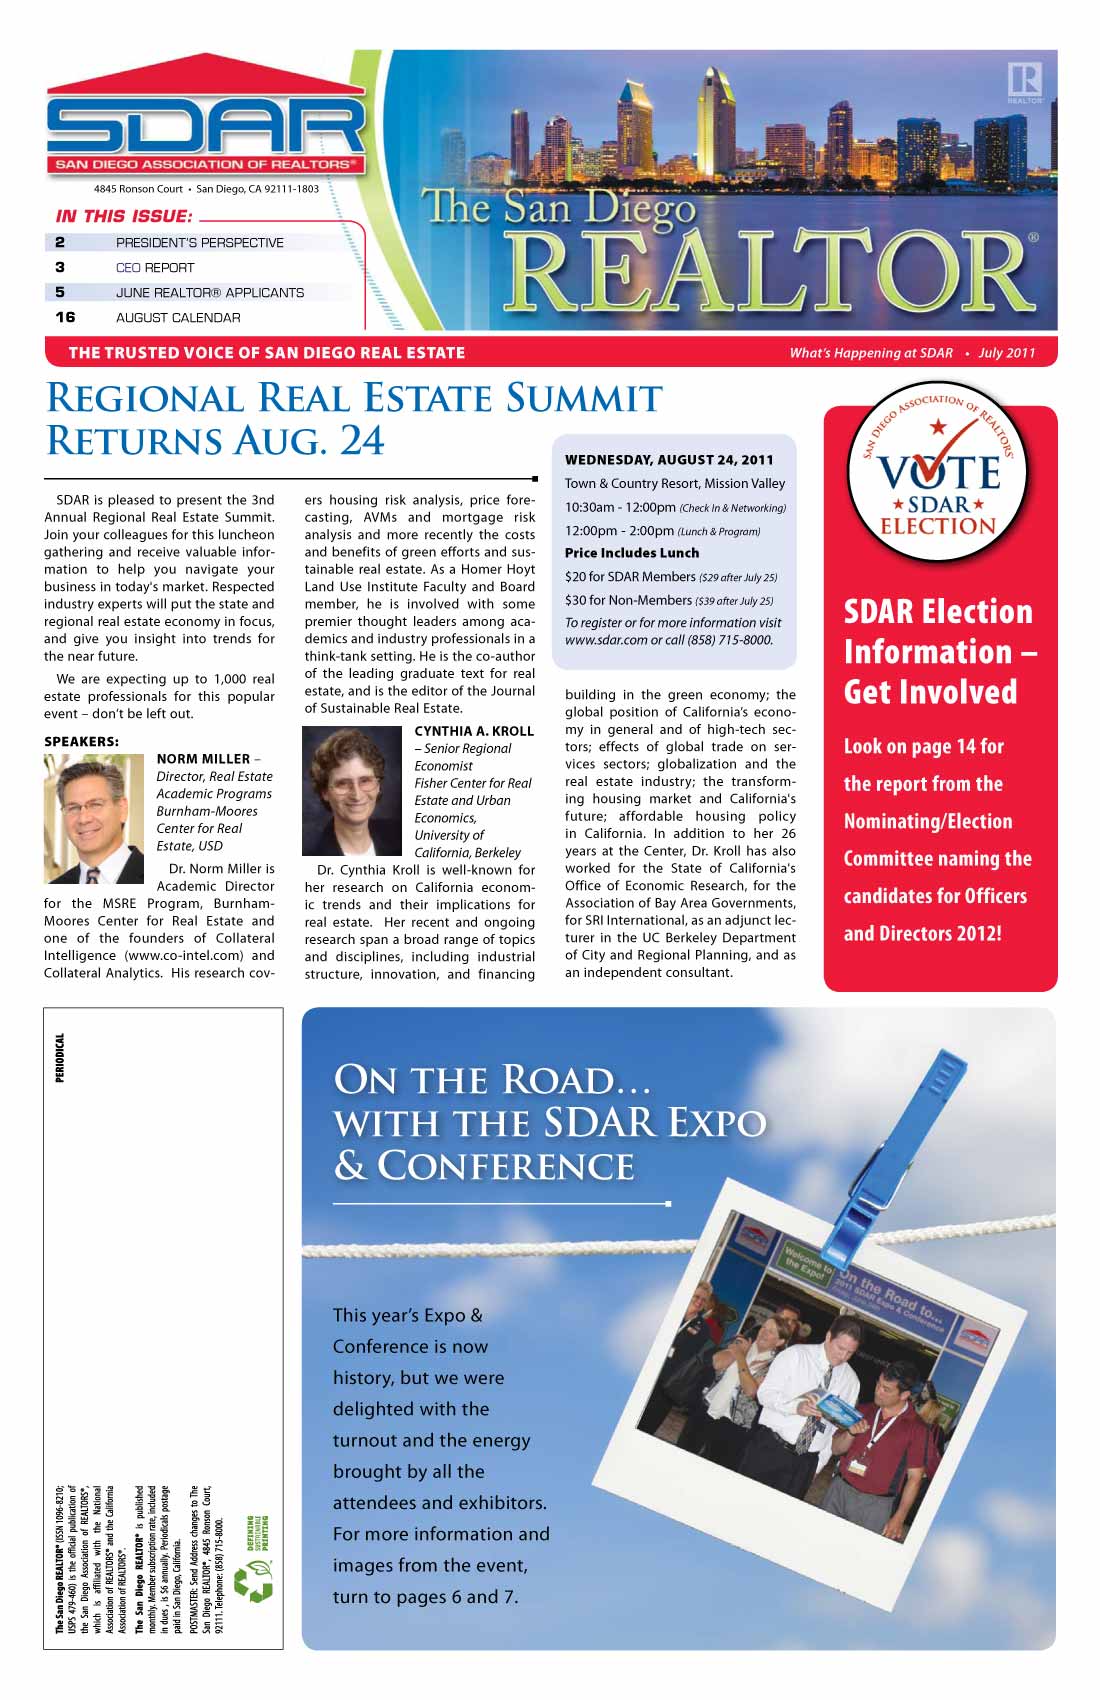 SDAR
SAN DIEGO ASSOCIATION OF REALTORS®
4845 Ronson Court • San Diego, CA 92111-1803
IN THIS ISSUE:
2 PRESIDENT'S PERSPECTIVE
3 CEO REPORT
5 JUNE REALTOR® APPLICANTS
16 AUGUST CALENDAR
R
REALTOR®
The San Diego
REALTOR®
THE TRUSTED VOICE OF SAN DIEGO REAL ESTATE
What's Happening at SDAR • July 2011
REGIONAL REAL ESTATE SUMMIT
RETURNS AUG. 24
SDAR is pleased to present the 3nd
Annual Regional Real Estate Summit.
Join your colleagues for this luncheon
gathering and receive valuable infor-
mation to help you navigate your
business in today's market. Respected
industry experts will put the state and
regional real estate economy in focus,
and give you insight into trends for
the near future.
We are expecting up to 1,000 real
estate professionals for this popular
event – don't be left out.
SPEAKERS:
NORM MILLER –
Director, Real Estate
Academic Programs
Burnham-Moores
Center for Real
Estate, USD
Dr. Norm Miller is
Academic Director
for the MSRE Program, Burnham-
Moores Center for Real Estate and
one of the founders of Collateral
Intelligence (www.co-intel.com) and
Collateral Analytics. His research cov-
ers housing risk analysis, price fore-
casting, AVMs and mortgage risk
analysis and more recently the costs
and benefits of green efforts and sus-
tainable real estate. As a Homer Hoyt
Land Use Institute Faculty and Board
member, he is involved with some
premier thought leaders among aca-
demics and industry professionals in a
think-tank setting. He is the co-author
of the leading graduate text for real
estate, and is the editor of the Journal
of Sustainable Real Estate.
CYNTHIA A. KROLL
– Senior Regional
Economist
Fisher Center for Real
Estate and Urban
Economics,
University of
California, Berkeley
Dr. Cynthia Kroll is well-known for
her research on California econom-
ic trends and their implications for
real estate. Her recent and ongoing
research span a broad range of topics
and disciplines, including industrial
structure, innovation, and financing
WEDNESDAY, AUGUST 24, 2011
Town & Country Resort, Mission Valley
10:30am - 12:00pm (Check In & Networking)
12:00pm - 2:00pm (Lunch & Program)
Price Includes Lunch
$20 for SDAR Members ($29 after July 25)
$30 for Non-Members ($39 after July 25)
To register or for more information visit
www.sdar.com or call (858) 715-8000.
building in the green economy; the
global position of California's econo-
my in general and of high-tech sec-
tors; effects of global trade on ser-
vices sectors; globalization and the
real estate industry; the transform-
ing housing market and California's
future; affordable housing policy
in California. In addition to her 26
years at the Center, Dr. Kroll has also
worked for the State of California's
Office of Economic Research, for the
Association of Bay Area Governments,
for SRI International, as an adjunct lec-
turer in the UC Berkeley Department
of City and Regional Planning, and as
an independent consultant.
SAN DIEGO ASSOCIATION OF REALTORS®
VOTE
SDAR
ELECTION
SDAR Election
Information –
Get Involved
Look on page 14 for
the report from the
Nominating/Election
Committee naming the
candidates for Officers
and Directors 2012!
PERIODICAL
The San Diego REALTOR® (ISSN 1096-8210;
USPS 479-460) is the official publication of
the San Diego Association of REALTORS®,
which is affiliated with the National
Association of REALTORS® and the California
Association of REALTORS®.
The San Diego REALTOR® is published
monthly. Member subscription rate, included
in dues , is $6 annually. Periodicals postage
paid in San Diego, California.
POSTMASTER: Send Address changes to The
San Diego REALTOR®, 4845 Ronson Court,
92111. Telephone: (858) 715-8000.
DEFINING
SUSTAINABLE
PRINTING
ON THE ROAD…
WITH THE SDAR EXPO
& CONFERENCE
This year's Expo &
Conference is now
history, but we were
delighted with the
turnout and the energy
brought by all the
attendees and exhibitors.
For more information and
images from the event,
turn to pages 6 and 7.
SDAR
Welcome to
the Expo!
On the Road to...
2011 SDAR Expo & Conference
SDAR